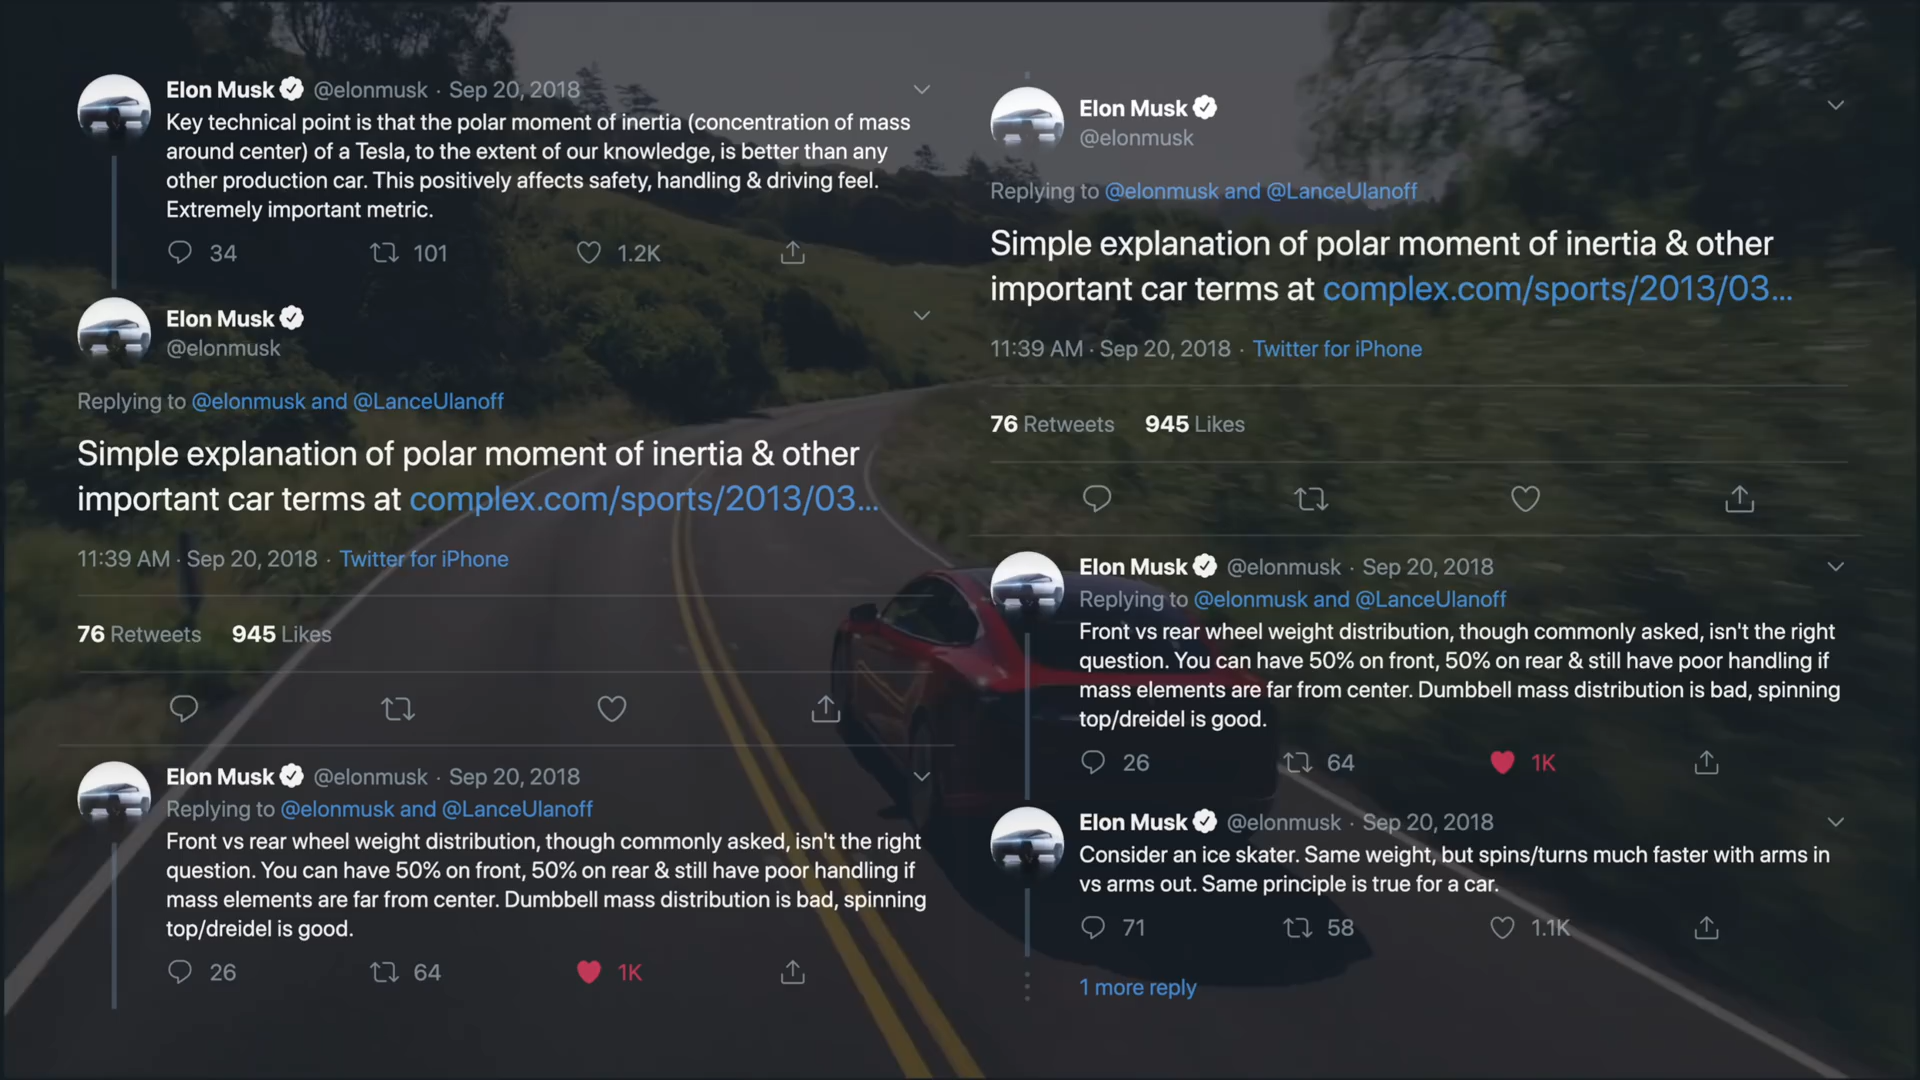 Elon Musk @elonmusk · Sep 20, 2018
Key technical point is that the polar moment of inertia (concentration of mass
around center) of a Tesla, to the extent of our knowledge, is better than any
other production car. This positively affects safety, handling & driving feel.
Extremely important metric.
34 101 1.2K
Elon Musk
@elonmusk
Replying to @elonmusk and @LanceUlanoff
Simple explanation of polar moment of inertia & other
important car terms at complex.com/sports/2013/03...
11:39 AM · Sep 20, 2018 · Twitter for iPhone
76 Retweets 945 Likes
Elon Musk @elonmusk · Sep 20, 2018
Replying to @elonmusk and @LanceUlanoff
Front vs rear wheel weight distribution, though commonly asked, isn't the right
question. You can have 50% on front, 50% on rear & still have poor handling if
mass elements are far from center. Dumbbell mass distribution is bad, spinning
top/dreidel is good.
26 64 1K
Elon Musk
@elonmusk
Replying to @elonmusk and @LanceUlanoff
Simple explanation of polar moment of inertia & other
important car terms at complex.com/sports/2013/03...
11:39 AM · Sep 20, 2018 · Twitter for iPhone
76 Retweets 945 Likes
Elon Musk @elonmusk · Sep 20, 2018
Replying to @elonmusk and @LanceUlanoff
Front vs rear wheel weight distribution, though commonly asked, isn't the right
question. You can have 50% on front, 50% on rear & still have poor handling if
mass elements are far from center. Dumbbell mass distribution is bad, spinning
top/dreidel is good.
26 64 1K
Elon Musk @elonmusk · Sep 20, 2018
Consider an ice skater. Same weight, but spins/turns much faster with arms in
vs arms out. Same principle is true for a car.
71 58 1.1K
1 more reply